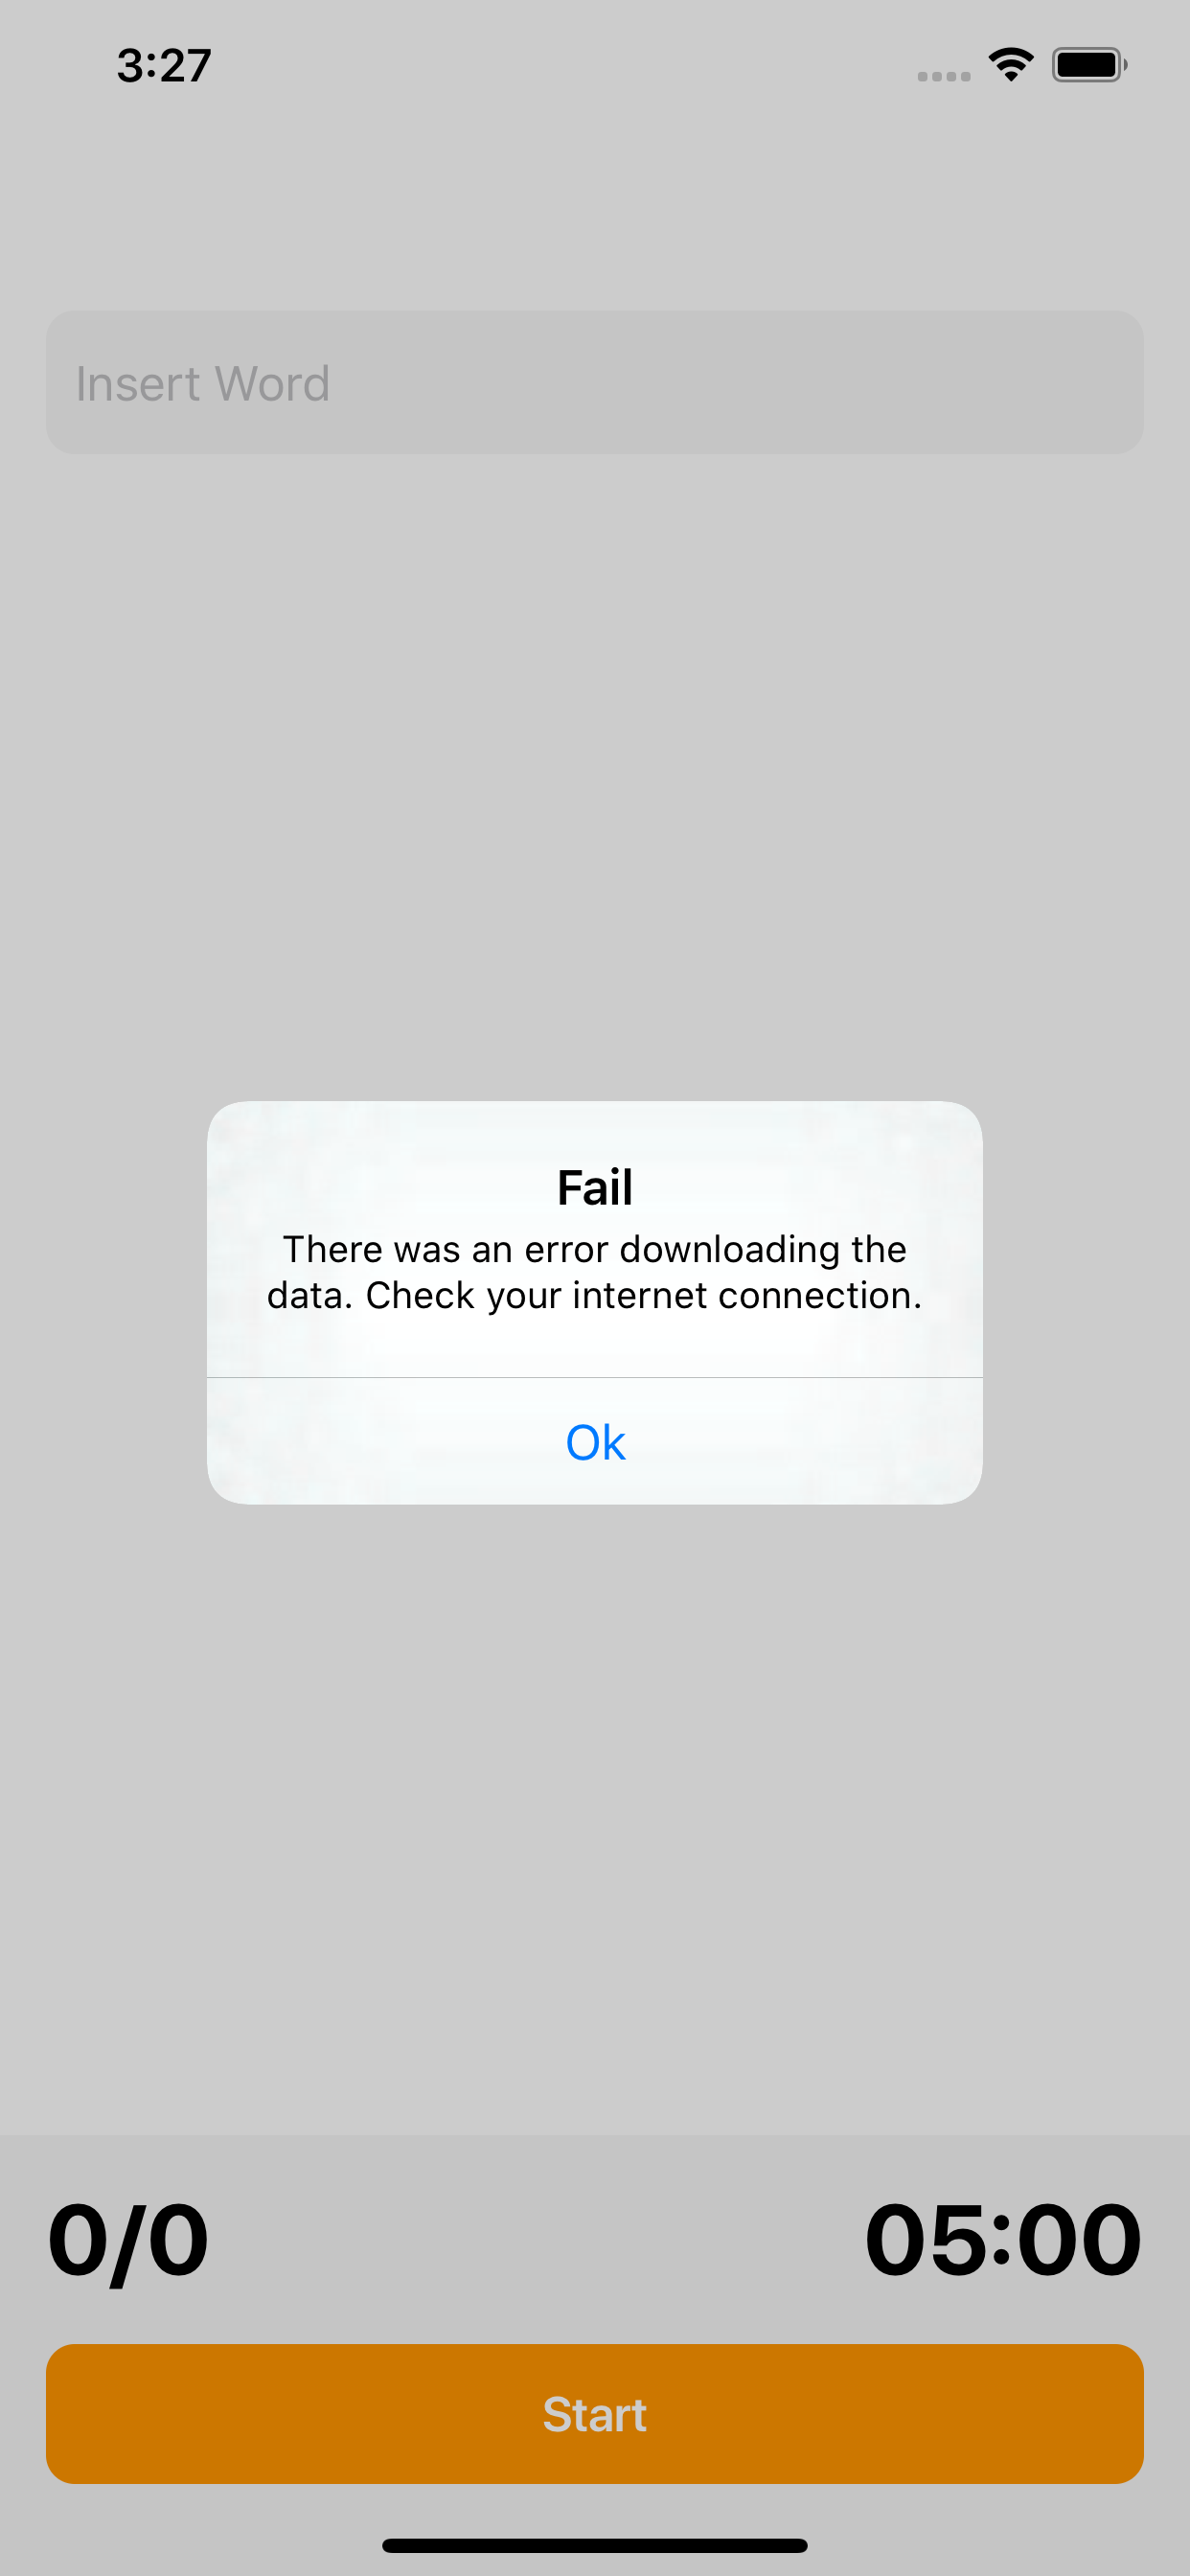 3:27
Insert Word
Fail
There was an error downloading the
data. Check your internet connection.
Ok
0/0
05:00
Start